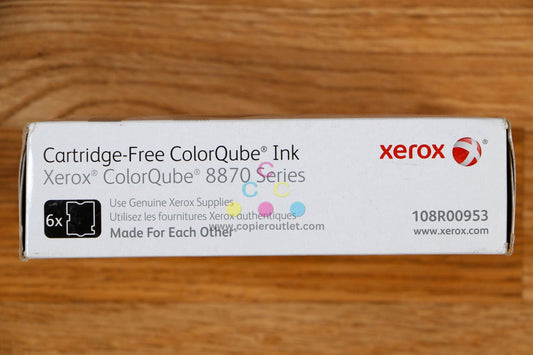 Cartridge-Free ColorQube® Ink
Xerox® ColorQube® 8870 Series
xerox®
6x
Use Genuine Xerox Supplies
Utilisez les fournitures Xerox authentiques
Made For Each Other®
108R00953
www.xerox.com
CCC
www.copieroutlet.com